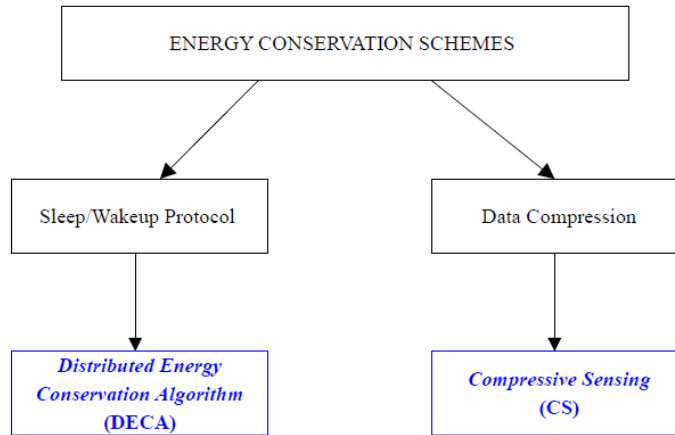 ENERGY CONSERVATION SCHEMES
Sleep/Wakeup Protocol
Data Compression
Distributed Energy
Conservation Algorithm
(DECA)
Compressive Sensing
(CS)